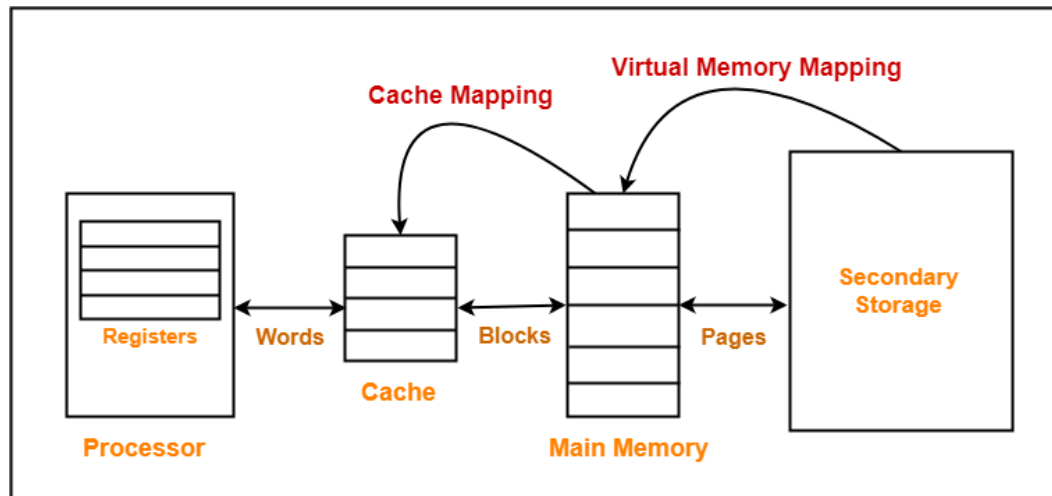 Virtual Memory Mapping
Cache Mapping
Secondary
Storage
Registers
Words
Blocks
Pages
Cache
Processor
Main Memory